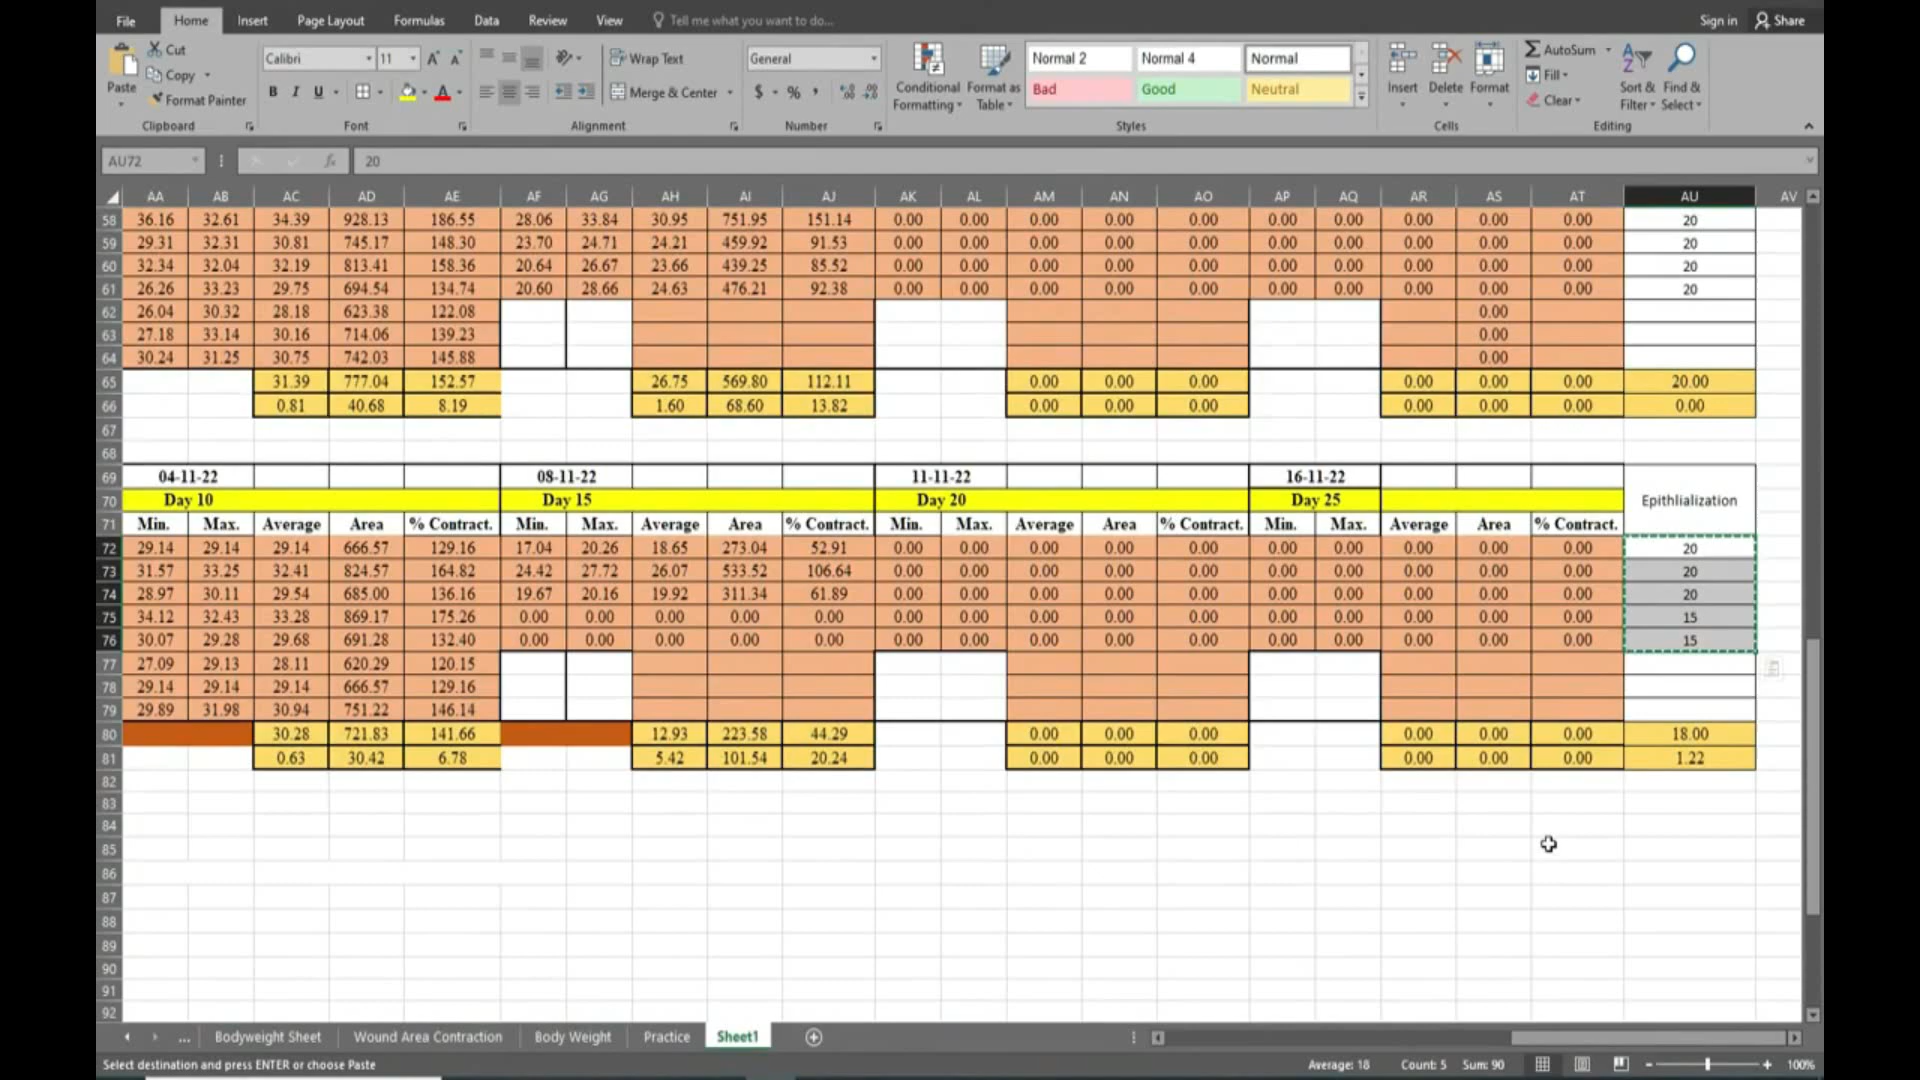 File Home Insert Page Layout Formulas Data Review View Tell me what you want to do... Sign in Share
Paste Cut Copy Format Painter Clipboard
Calibri 11 A A B I U A Font
Wrap Text Merge & Center Alignment
General $ % , Number
Conditional Formatting Format as Table
Normal 2 Normal 4 Normal
Bad Good Neutral
Styles
Insert Delete Format Cells
AutoSum Fill Clear Sort & Filter Find & Select Editing
AU72 fx 20
AA AB AC AD AE AF AG AH AI AJ AK AL AM AN AO AP AQ AR AS AT AU AV
58 36.16 32.61 34.39 928.13 186.55 28.06 33.84 30.95 751.95 151.14 0.00 0.00 0.00 0.00 0.00 0.00 0.00 0.00 0.00 0.00 20
59 29.31 32.31 30.81 745.17 148.30 23.70 24.71 24.21 459.92 91.53 0.00 0.00 0.00 0.00 0.00 0.00 0.00 0.00 0.00 0.00 20
60 32.34 32.04 32.19 813.41 158.36 20.64 26.67 23.66 439.25 85.52 0.00 0.00 0.00 0.00 0.00 0.00 0.00 0.00 0.00 0.00 20
61 26.26 33.23 29.75 694.54 134.74 20.60 28.66 24.63 476.21 92.38 0.00 0.00 0.00 0.00 0.00 0.00 0.00 0.00 0.00 0.00 20
62 26.04 30.32 28.18 623.38 122.08 0.00
63 27.18 33.14 30.16 714.06 139.23 0.00
64 30.24 31.25 30.75 742.03 145.88 0.00
65 31.39 777.04 152.57 26.75 569.80 112.11 0.00 0.00 0.00 0.00 0.00 0.00 20.00
66 0.81 40.68 8.19 1.60 68.60 13.82 0.00 0.00 0.00 0.00 0.00 0.00 0.00
67
68
69 04-11-22 08-11-22 11-11-22 16-11-22
70 Day 10 Day 15 Day 20 Day 25 Epithlialization
71 Min. Max. Average Area % Contract. Min. Max. Average Area % Contract. Min. Max. Average Area % Contract. Min. Max. Average Area % Contract.
72 29.14 29.14 29.14 666.57 129.16 17.04 20.26 18.65 273.04 52.91 0.00 0.00 0.00 0.00 0.00 0.00 0.00 0.00 0.00 0.00 20
73 31.57 33.25 32.41 824.57 164.82 24.42 27.72 26.07 533.52 106.64 0.00 0.00 0.00 0.00 0.00 0.00 0.00 0.00 0.00 0.00 20
74 28.97 30.11 29.54 685.00 136.16 19.67 20.16 19.92 311.34 61.89 0.00 0.00 0.00 0.00 0.00 0.00 0.00 0.00 0.00 0.00 20
75 34.12 32.43 33.28 869.17 175.26 0.00 0.00 0.00 0.00 0.00 0.00 0.00 0.00 0.00 0.00 0.00 0.00 0.00 0.00 0.00 15
76 30.07 29.28 29.68 691.28 132.40 0.00 0.00 0.00 0.00 0.00 0.00 0.00 0.00 0.00 0.00 0.00 0.00 0.00 0.00 0.00 15
77 27.09 29.13 28.11 620.29 120.15
78 29.14 29.14 29.14 666.57 129.16
79 29.89 31.98 30.94 751.22 146.14
80 30.28 721.83 141.66 12.93 223.58 44.29 0.00 0.00 0.00 0.00 0.00 0.00 18.00
81 0.63 30.42 6.78 5.42 101.54 20.24 0.00 0.00 0.00 0.00 0.00 0.00 1.22
82
83
84
85
86
87
88
89
90
91
92
... Bodyweight Sheet Wound Area Contraction Body Weight Practice Sheet1
Select destination and press ENTER or choose Paste Average: 18 Count: 5 Sum: 90 100%